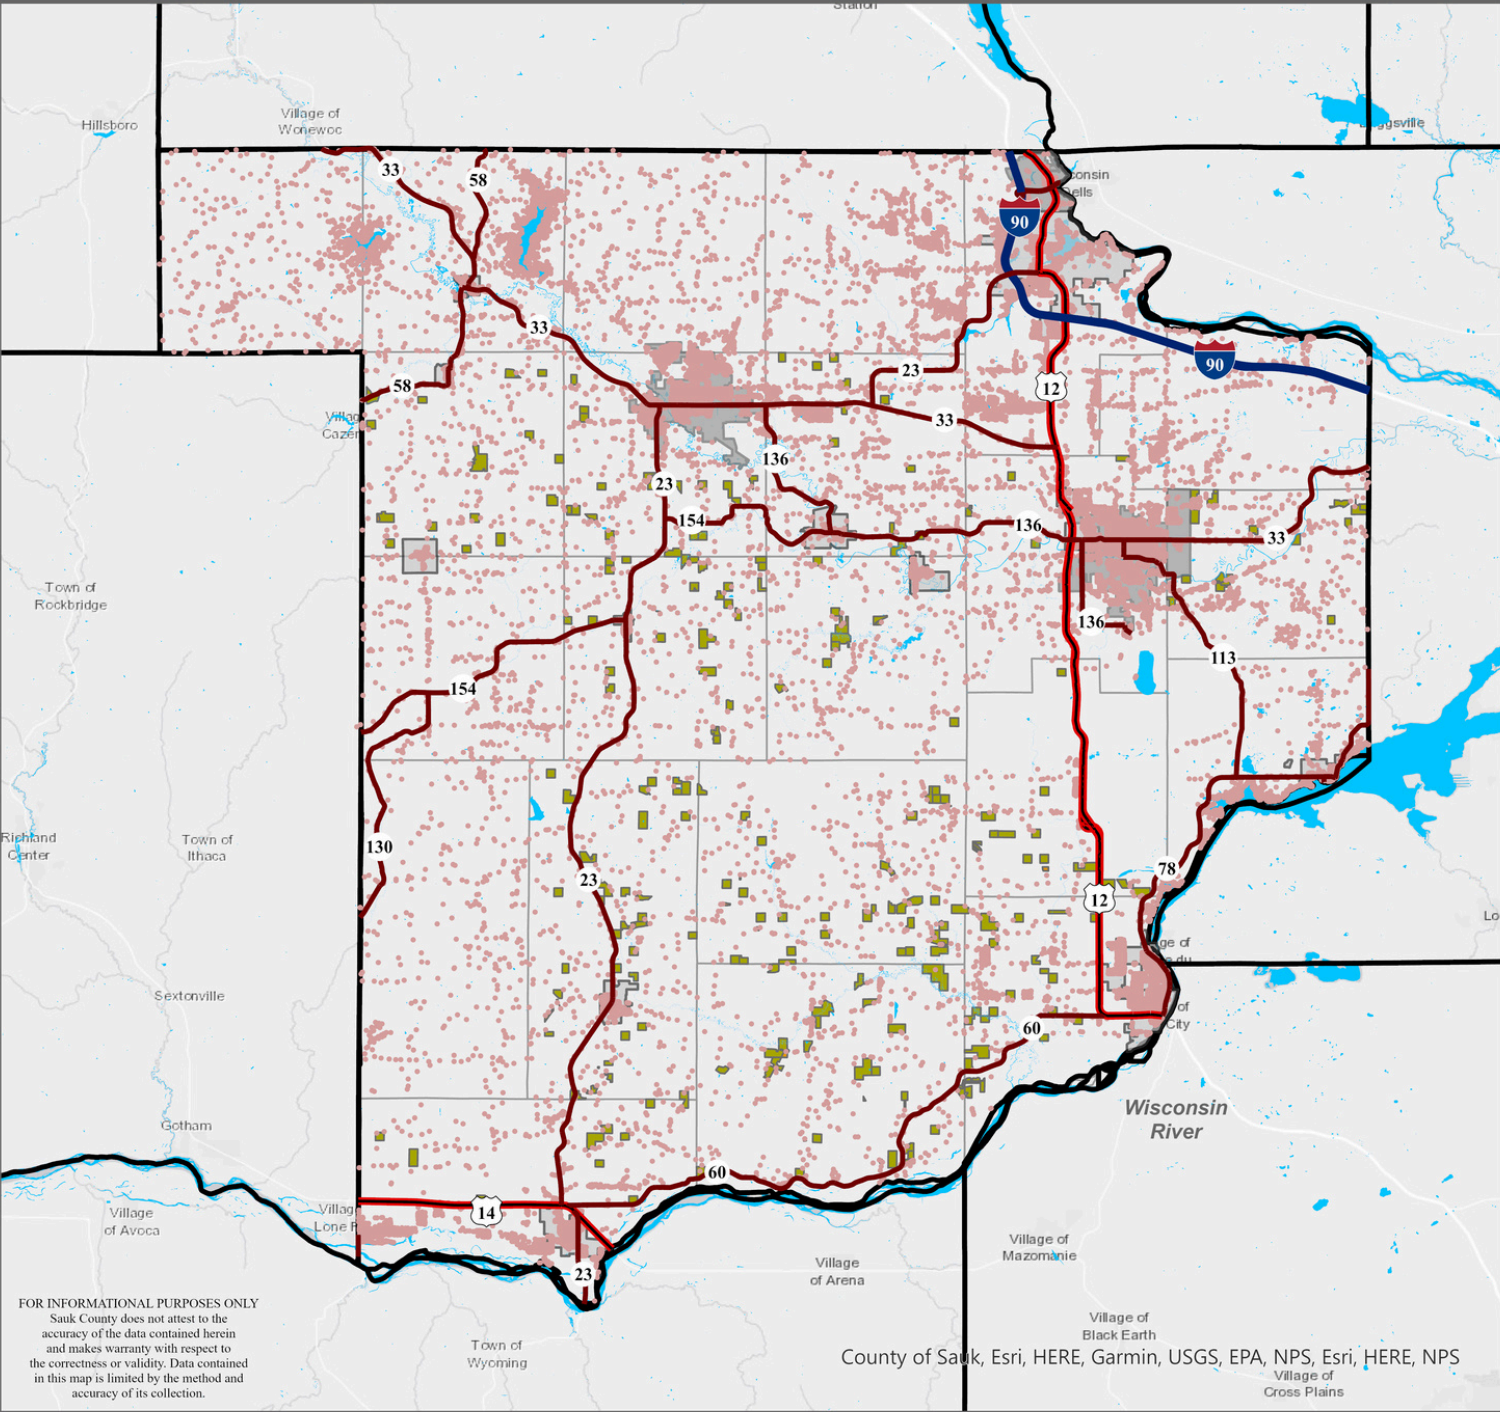 Station
Hillsboro
Village of
Wonewoc
33
58
90
33
90
58
23
12
33
136
23
154
136
33
Town of
Rockbridge
136
113
154
Richland
Center
Town of
Ithaca
130
23
78
12
Sextonville
60
of
City
Wisconsin
River
Gotham
60
Village
of Avoca
14
Village of
Mazomanie
Village
of Arena
23
Village of
Black Earth
Town of
Wyoming
Village of
Cross Plains
FOR INFORMATIONAL PURPOSES ONLY
Sauk County does not attest to the
accuracy of the data contained herein
and makes warranty with respect to
the correctness or validity. Data contained
in this map is limited by the method and
accuracy of its collection.
County of Sauk, Esri, HERE, Garmin, USGS, EPA, NPS, Esri, HERE, NPS